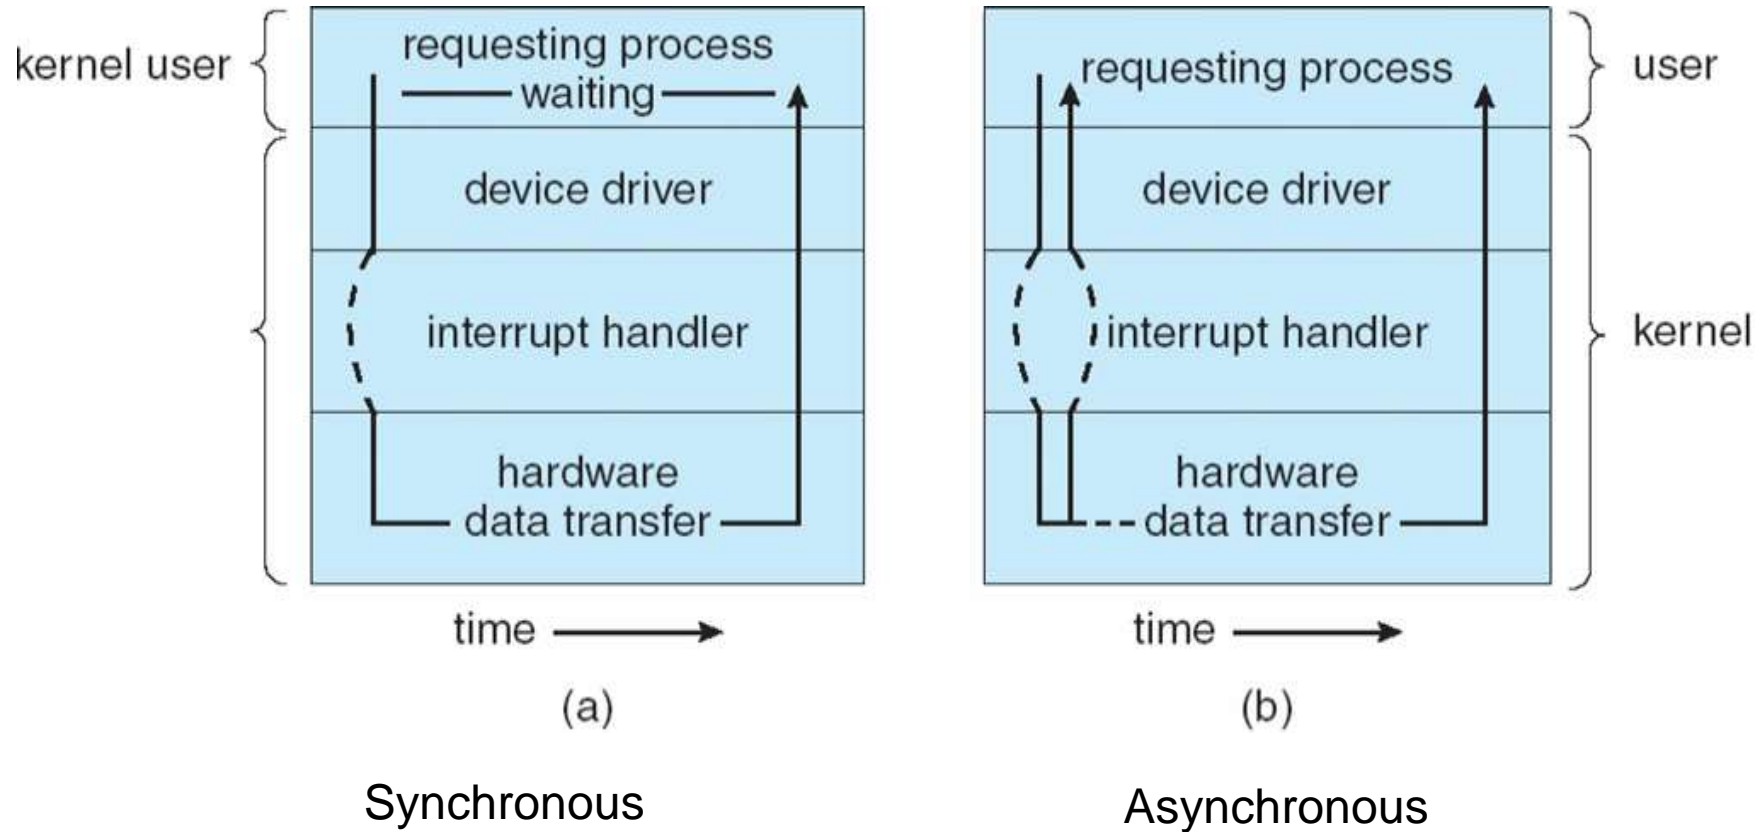 kernel user
requesting process
waiting
device driver
interrupt handler
hardware
data transfer
time
(a)
Synchronous
requesting process
user
device driver
interrupt handler
kernel
hardware
data transfer
time
(b)
Asynchronous